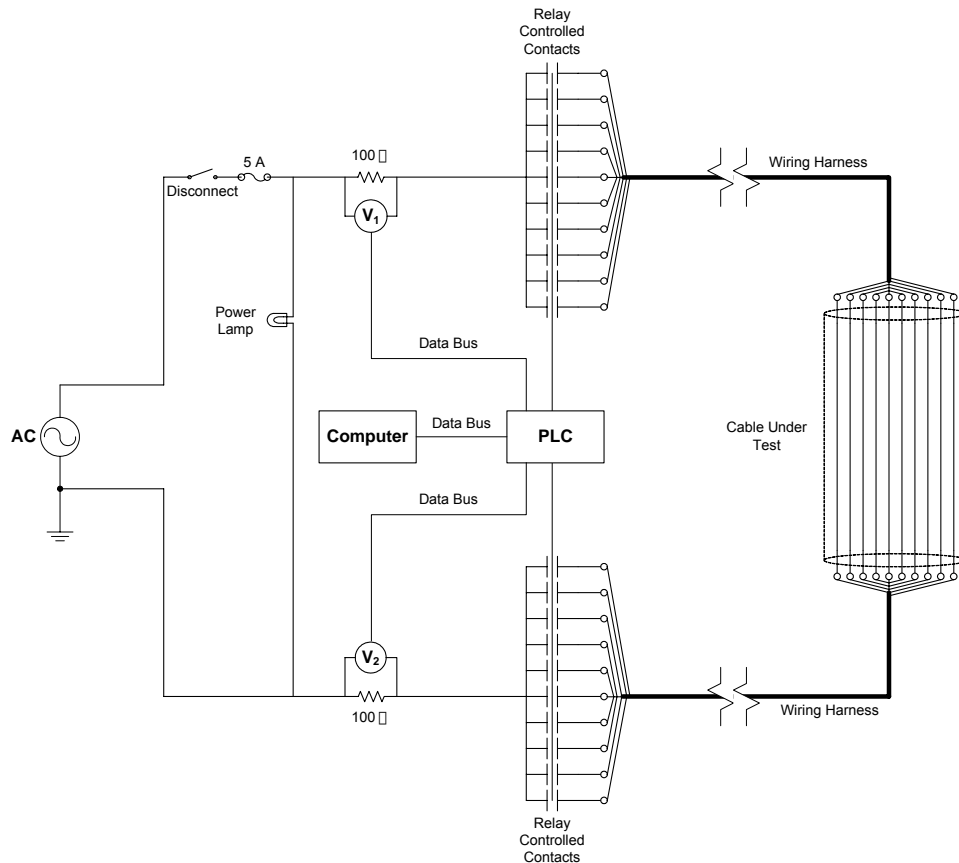 Relay
Controlled
Contacts
5 A
100 
Disconnect
V1
Wiring Harness
Power
Lamp
Data Bus
AC
Computer
Data Bus
PLC
Cable Under
Test
Data Bus
V2
100 
Wiring Harness
Relay
Controlled
Contacts